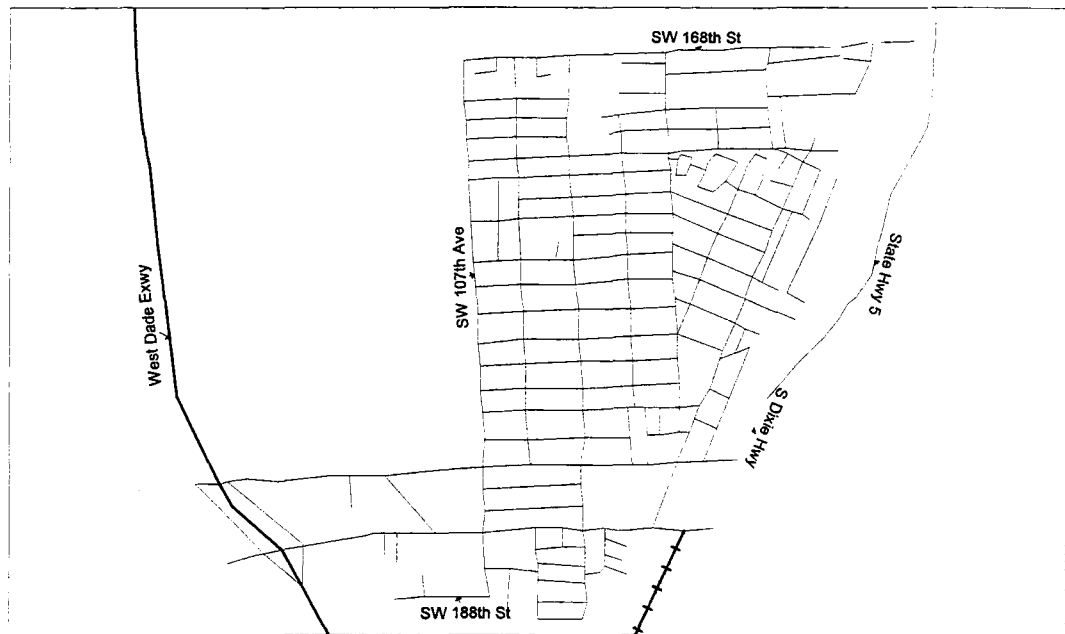 SW 168th St
State Hwy 5
SW 107th Ave
West Dade Exwy
S Dixie Hwy
SW 188th St